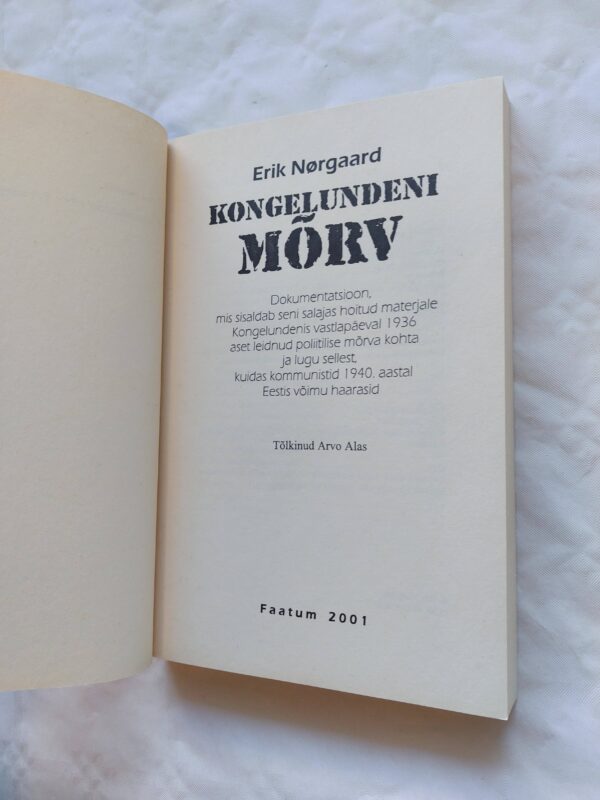 Erik Nørgaard
KONGELUNDENI
MÕRV
Dokumentatsioon,
mis sisaldab seni salajas hoitud materjale
Kongelundenis vastlapäeval 1936
aset leidnud poliitilise mõrva kohta
ja lugu sellest,
kuidas kommunistid 1940. aastal
Eestis võimu haarasid
Tõlkinud Arvo Alas
Faatum 2001